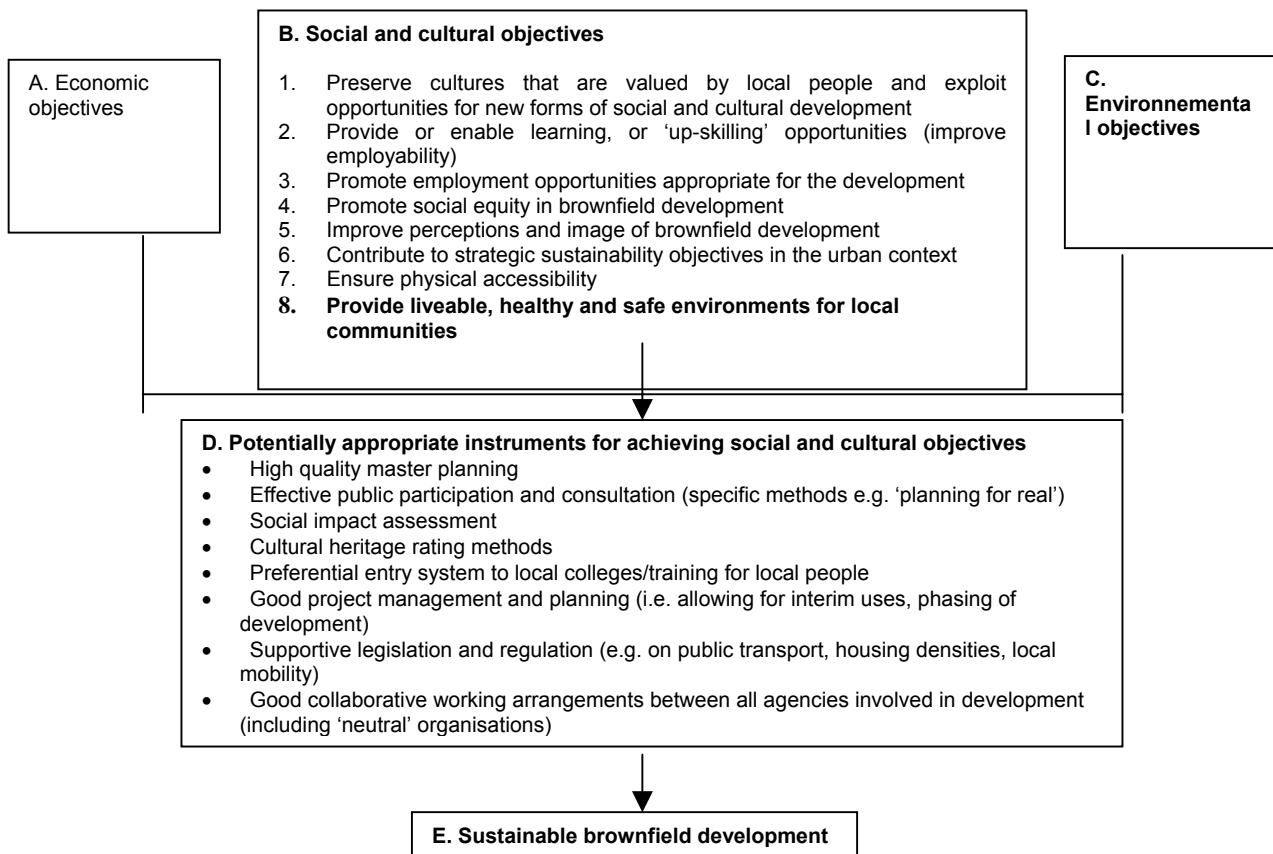 A. Economic
objectives
B. Social and cultural objectives
1. Preserve cultures that are valued by local people and exploit
opportunities for new forms of social and cultural development
2. Provide or enable learning, or ‘up-skilling’ opportunities (improve
employability)
3. Promote employment opportunities appropriate for the development
4. Promote social equity in brownfield development
5. Improve perceptions and image of brownfield development
6. Contribute to strategic sustainability objectives in the urban context
7. Ensure physical accessibility
8. Provide liveable, healthy and safe environments for local
communities
C.
Environnementa
l objectives
D. Potentially appropriate instruments for achieving social and cultural objectives
• High quality master planning
• Effective public participation and consultation (specific methods e.g. ‘planning for real’)
• Social impact assessment
• Cultural heritage rating methods
• Preferential entry system to local colleges/training for local people
• Good project management and planning (i.e. allowing for interim uses, phasing of
development)
• Supportive legislation and regulation (e.g. on public transport, housing densities, local
mobility)
• Good collaborative working arrangements between all agencies involved in development
(including ‘neutral’ organisations)
E. Sustainable brownfield development